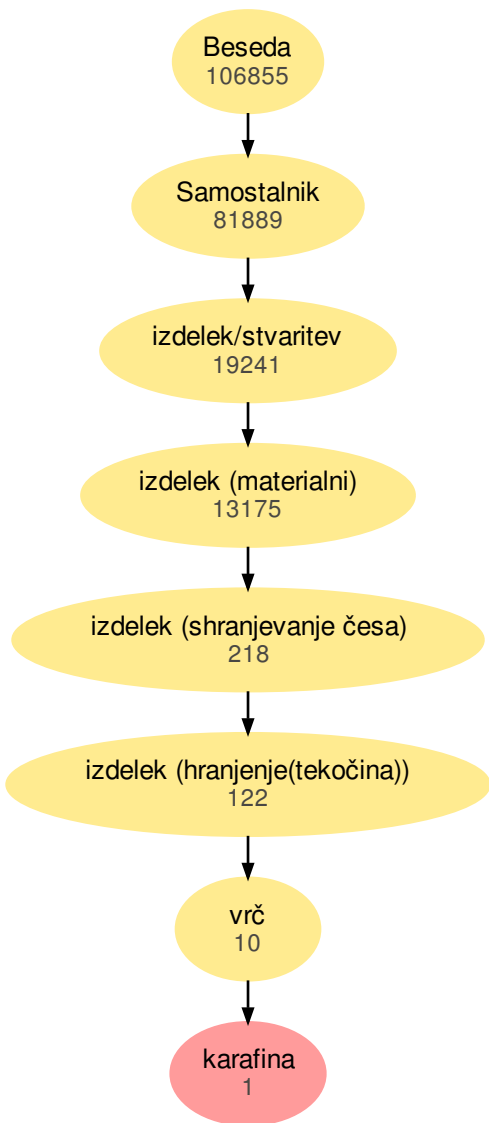 Beseda
106855
Samostalnik
81889
izdelek/stvaritev
19241
izdelek (materialni)
13175
izdelek (shranjevanje česa)
218
izdelek (hranjenje(tekočina))
122
vrč
10
karafina
1